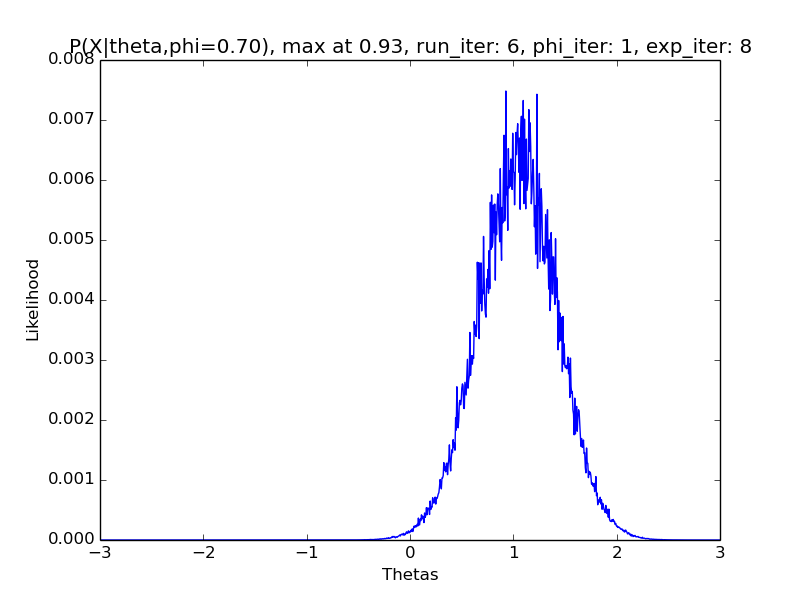 P(X|theta,phi=0.70), max at 0.93, run_iter: 6, phi_iter: 1, exp_iter: 8
0.008
0.007
0.006
0.005
0.004
0.003
0.002
0.001
0.000
Likelihood
−3 −2 −1 0 1 2 3
Thetas